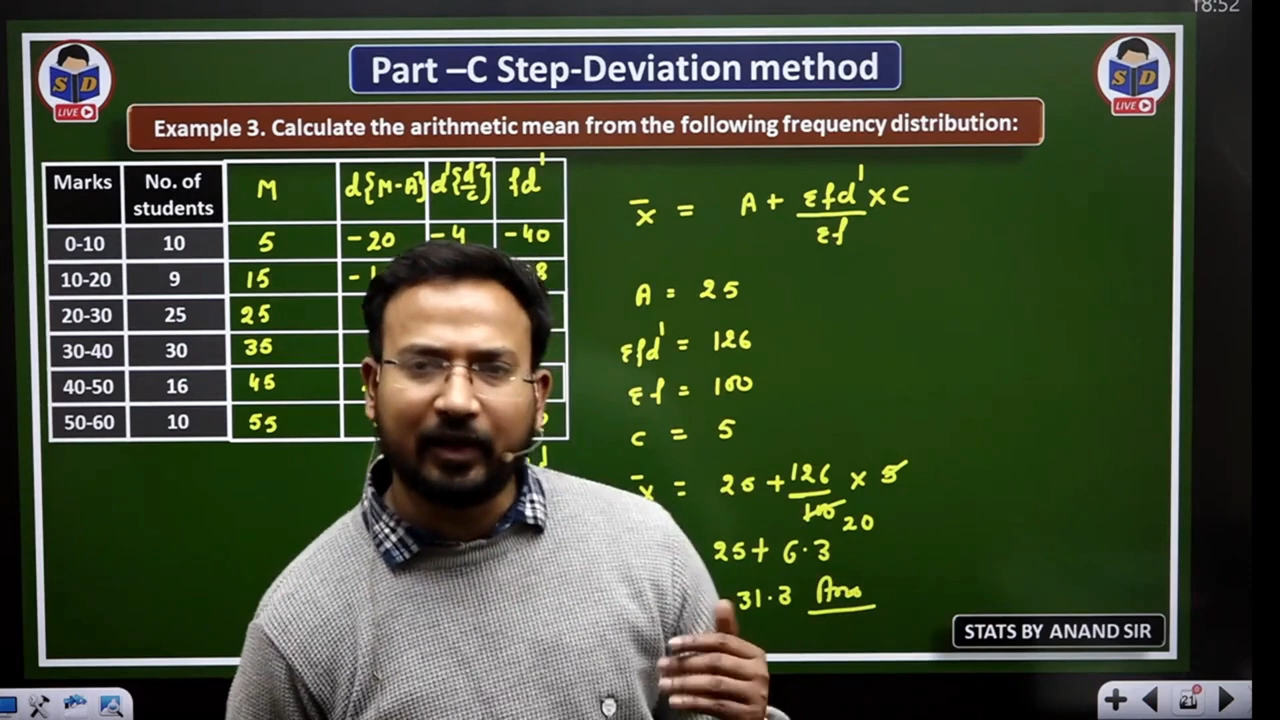 18:52
Part –C Step-Deviation method
SD
LIVE
SD
LIVE
Example 3. Calculate the arithmetic mean from the following frequency distribution:
Marks No. of students M d{M-A} d'{d/c} fd'
0-10 10 5 -20 -4 -40
10-20 9 15
20-30 25 25
30-40 30 35
40-50 16 45
50-60 10 55
x̄ = A + Σfd'/Σf × C
A = 25
Σfd' = 126
Σf = 100
C = 5
x̄ = 25 + 126/100 × 5
20
25 + 6.3
31.3 Ans
STATS BY ANAND SIR
21